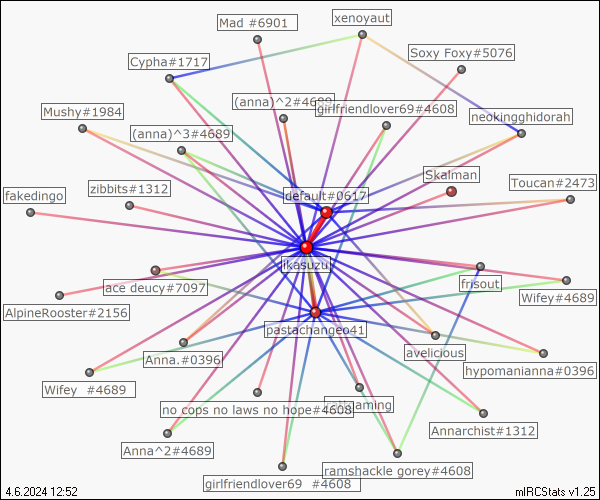 Mad #6901
xenoyaut
Soxy Foxy#5076
Cypha#1717
(anna)^2#4689
girlfriendlover69#4608
Mushy#1984
(anna)^3#4689
neokingghidorah
Skalman
fakedingo
zibbits#1312
default#0617
Toucan#2473
ikasuzu
ace deucy#7097
frisout
Wifey#4689
AlpineRooster#2156
pastachangeo41
Anna.#0396
avelicious
hypomanianna#0396
Wifey #4689
no cops no laws no hope#4608
Annarchist#1312
Anna^2#4689
ramshackle gorey#4608
girlfriendlover69 #4608
4.6.2024 12:52
mIRCStats v1.25